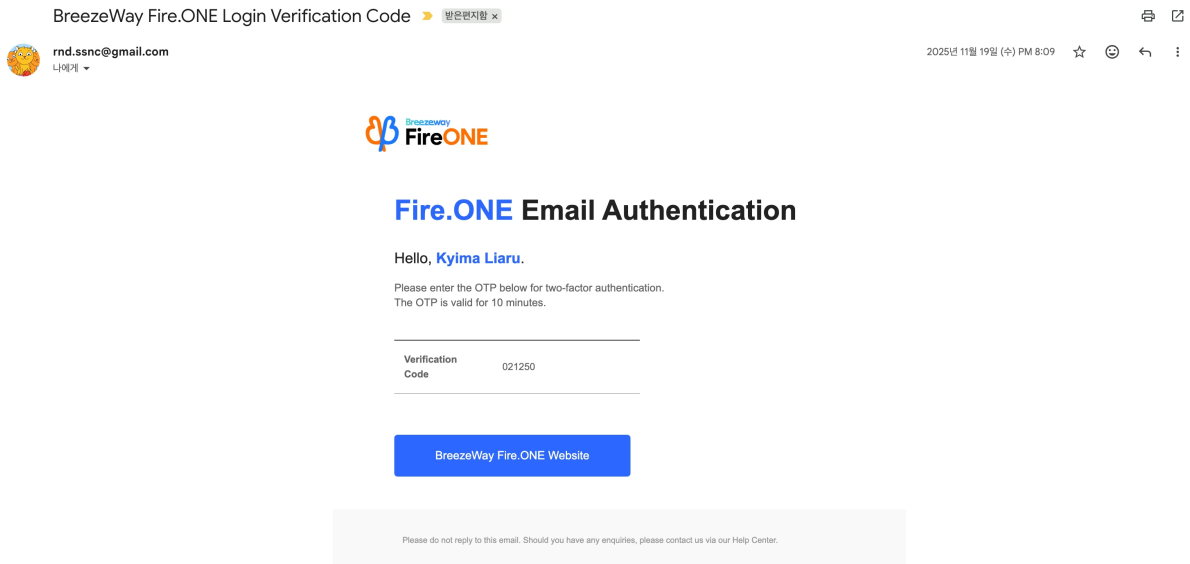 BreezeWay Fire.ONE Login Verification Code
받은편지함 ×
rnd.ssnc@gmail.com
2025년 11월 19일 (수) PM 8:09
나에게
Breezeway
FireONE
Fire.ONE Email Authentication
Hello, Kyima Liaru.
Please enter the OTP below for two-factor authentication.
The OTP is valid for 10 minutes.
Verification
Code
021250
BreezeWay Fire.ONE Website
Please do not reply to this email. Should you have any enquiries, please contact us via our Help Center.